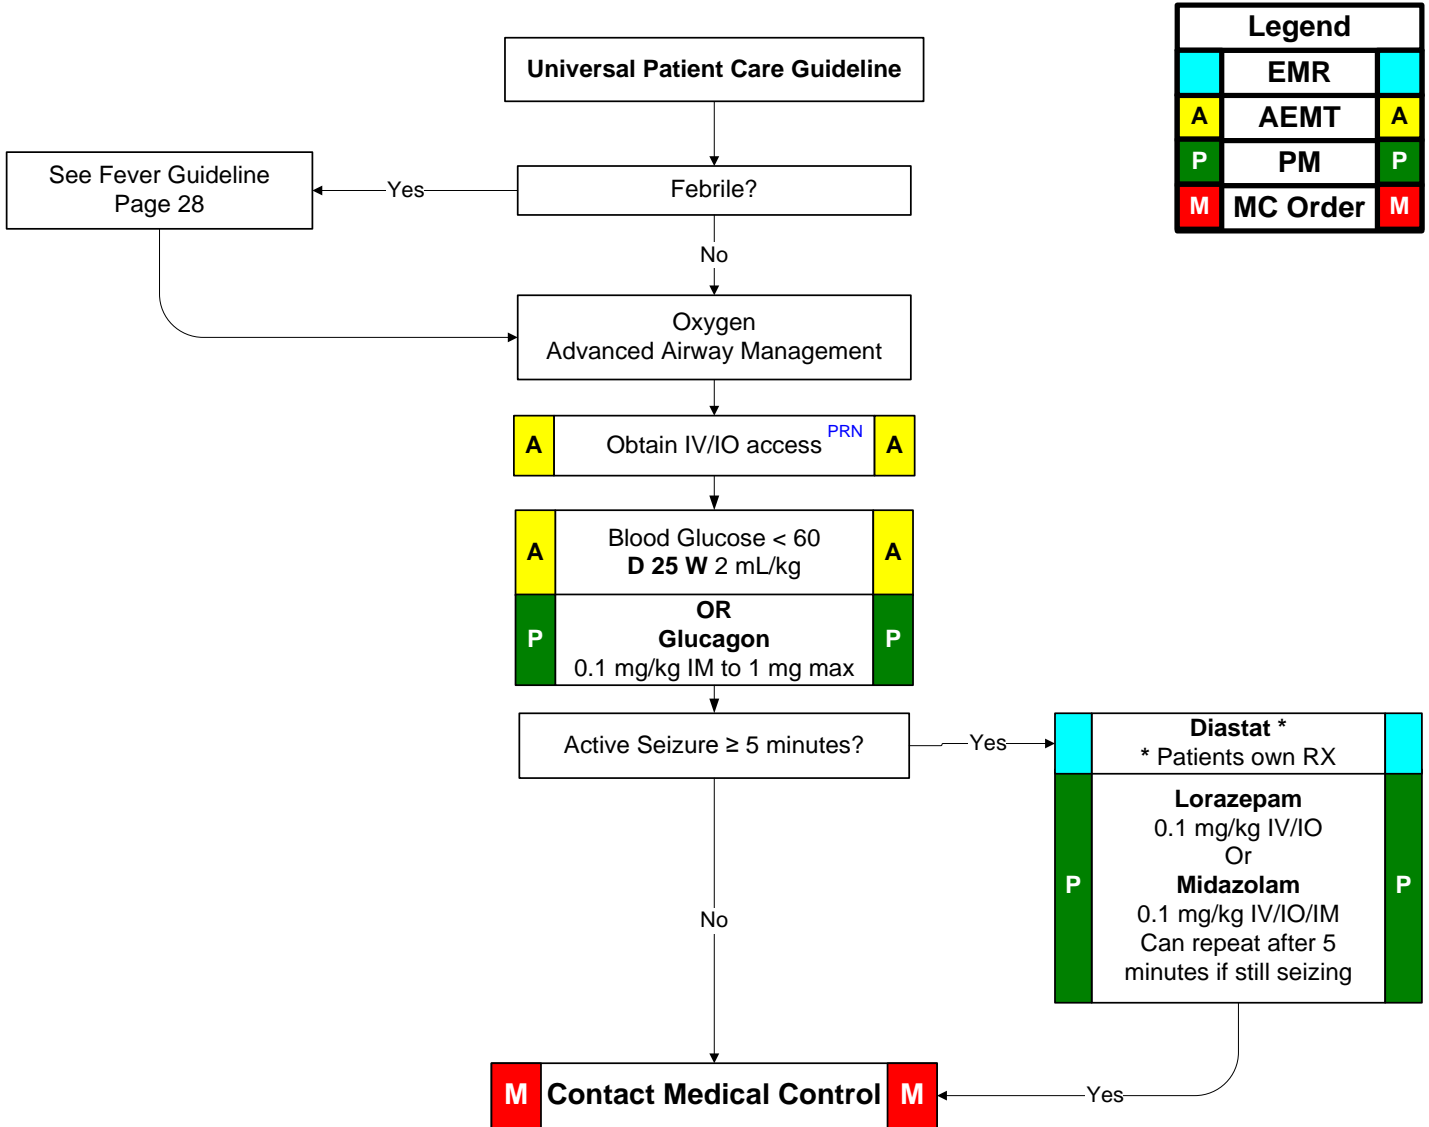 Universal Patient Care Guideline
Legend
EMR
A AEMT A
P PM P
M MC Order M
Febrile?
Yes
See Fever Guideline
Page 28
No
Oxygen
Advanced Airway Management
A Obtain IV/IO access PRN A
A Blood Glucose < 60 A
D 25 W 2 mL/kg
OR
P Glucagon P
0.1 mg/kg IM to 1 mg max
Active Seizure ≥ 5 minutes?
Yes
Diastat *
* Patients own RX
Lorazepam
0.1 mg/kg IV/IO
Or
P Midazolam P
0.1 mg/kg IV/IO/IM
Can repeat after 5
minutes if still seizing
No
Yes
M Contact Medical Control M